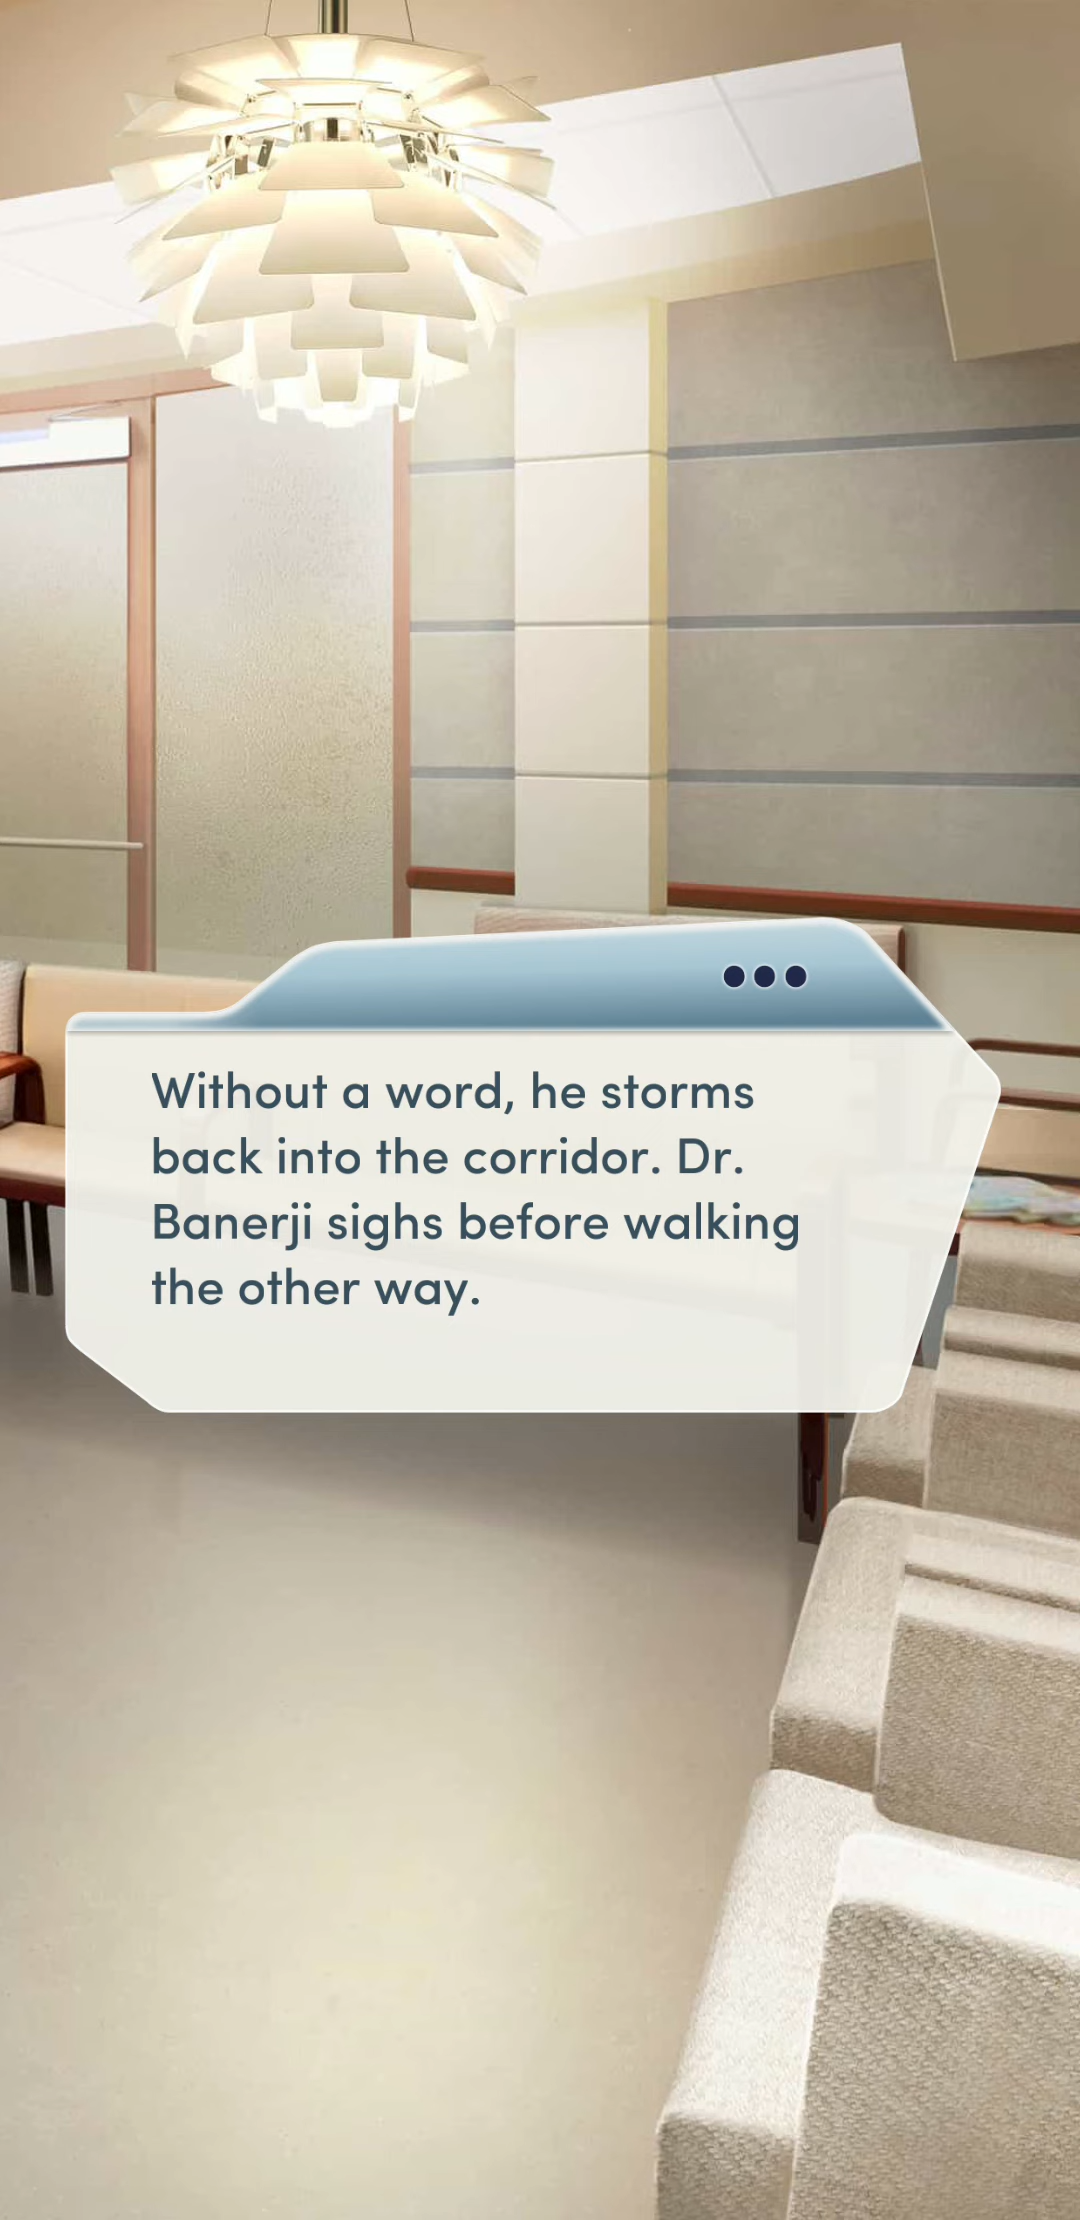 Without a word, he storms
back into the corridor. Dr.
Banerji sighs before walking
the other way.